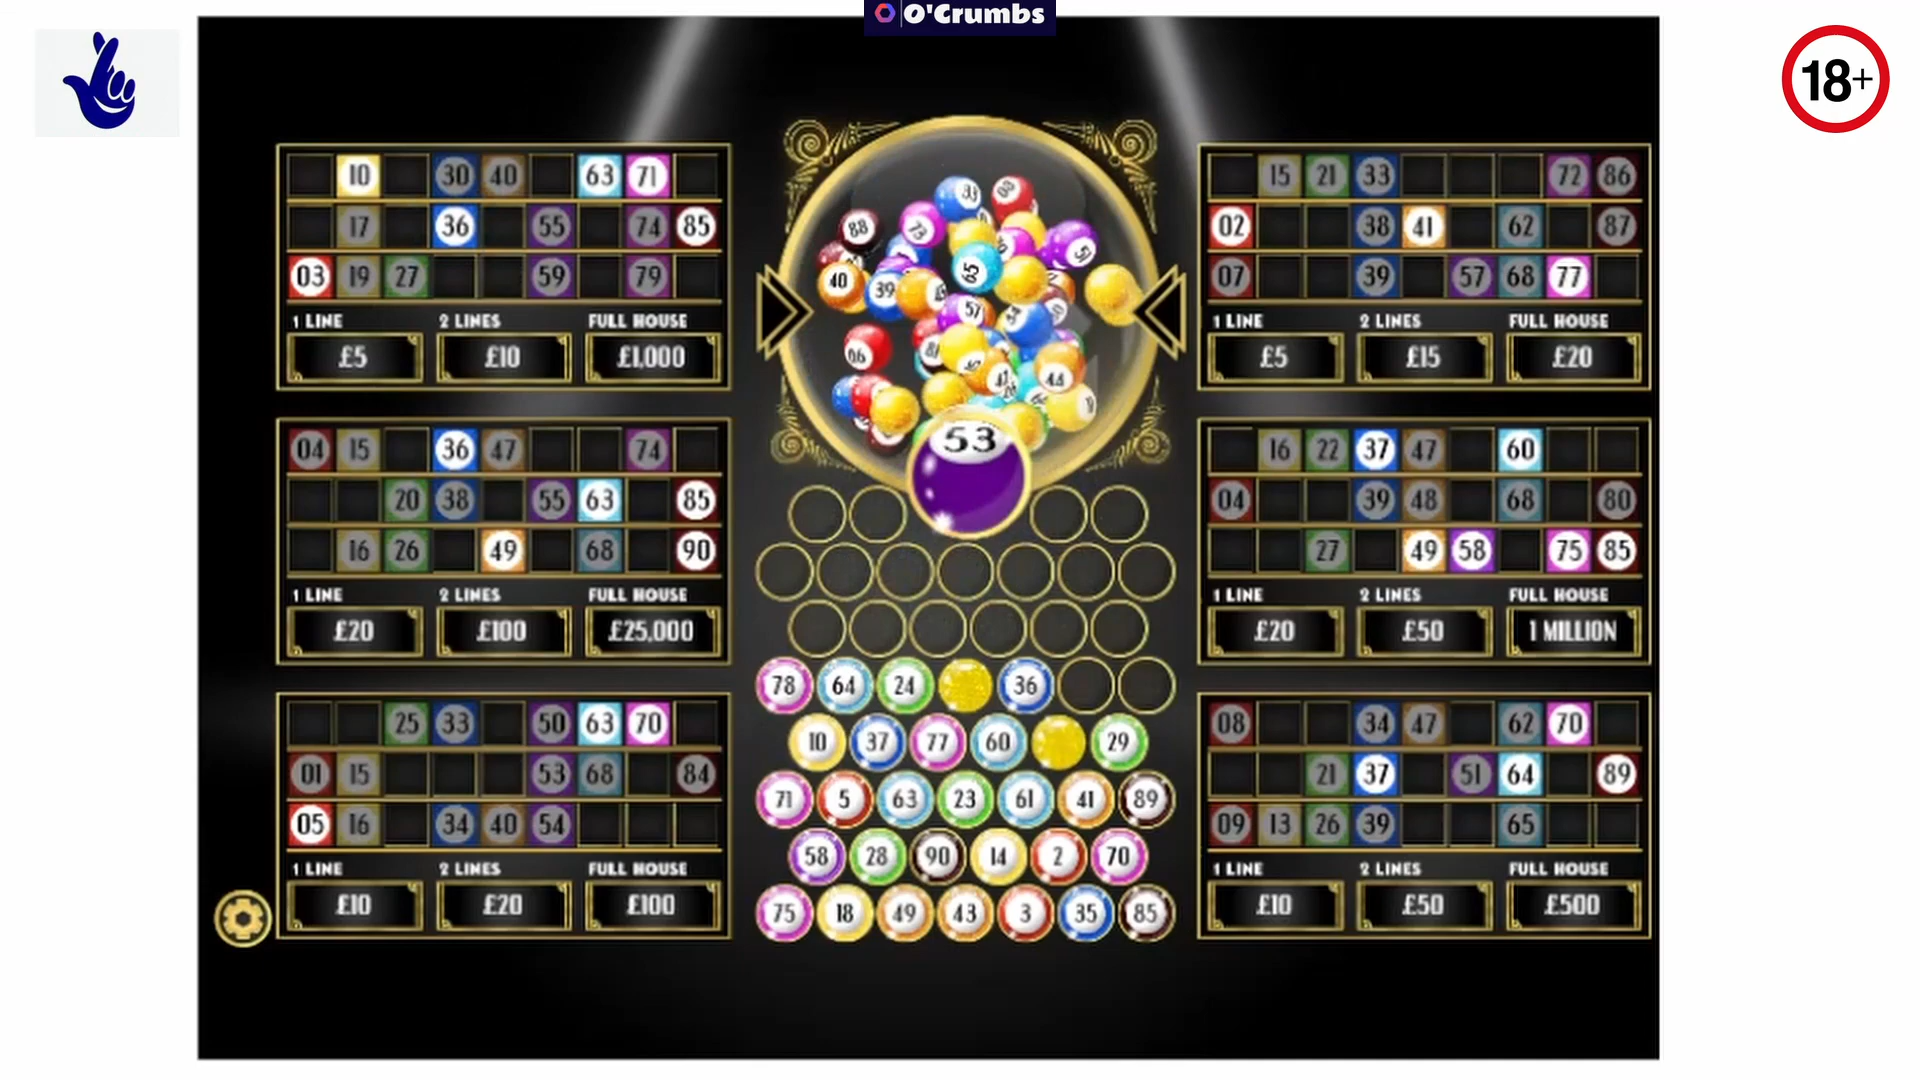 O'Crumbs
18+
10 30 40 63 71
17 36 55 74 85
03 19 27 59 79
1 LINE 2 LINES FULL HOUSE
£5 £10 £1,000
04 15 36 47 74
20 38 55 63 85
16 26 49 68 90
1 LINE 2 LINES FULL HOUSE
£20 £100 £25,000
25 33 50 63 70
01 15 53 68 84
05 16 34 40 54
1 LINE 2 LINES FULL HOUSE
£10 £20 £100
88
73
40
39
65
57
06
44
53
78 64 24 36
10 37 77 60 29
71 5 63 23 61 41 89
58 28 90 14 2 70
75 18 49 43 3 35 85
15 21 33 72 86
02 38 41 62 87
07 39 57 68 77
1 LINE 2 LINES FULL HOUSE
£5 £15 £20
16 22 37 47 60
04 39 48 68 80
27 49 58 75 85
1 LINE 2 LINES FULL HOUSE
£20 £50 1 MILLION
08 34 47 62 70
21 37 51 64 89
09 13 26 39 65
1 LINE 2 LINES FULL HOUSE
£10 £50 £500